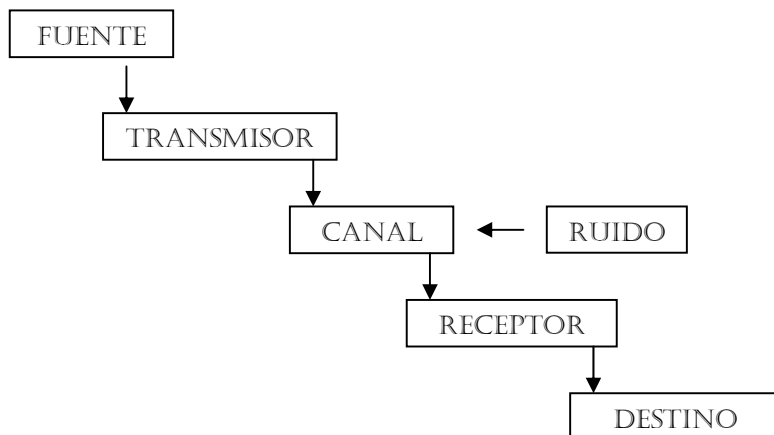 FUENTE
TRANSMISOR
CANAL
RUIDO
RECEPTOR
DESTINO